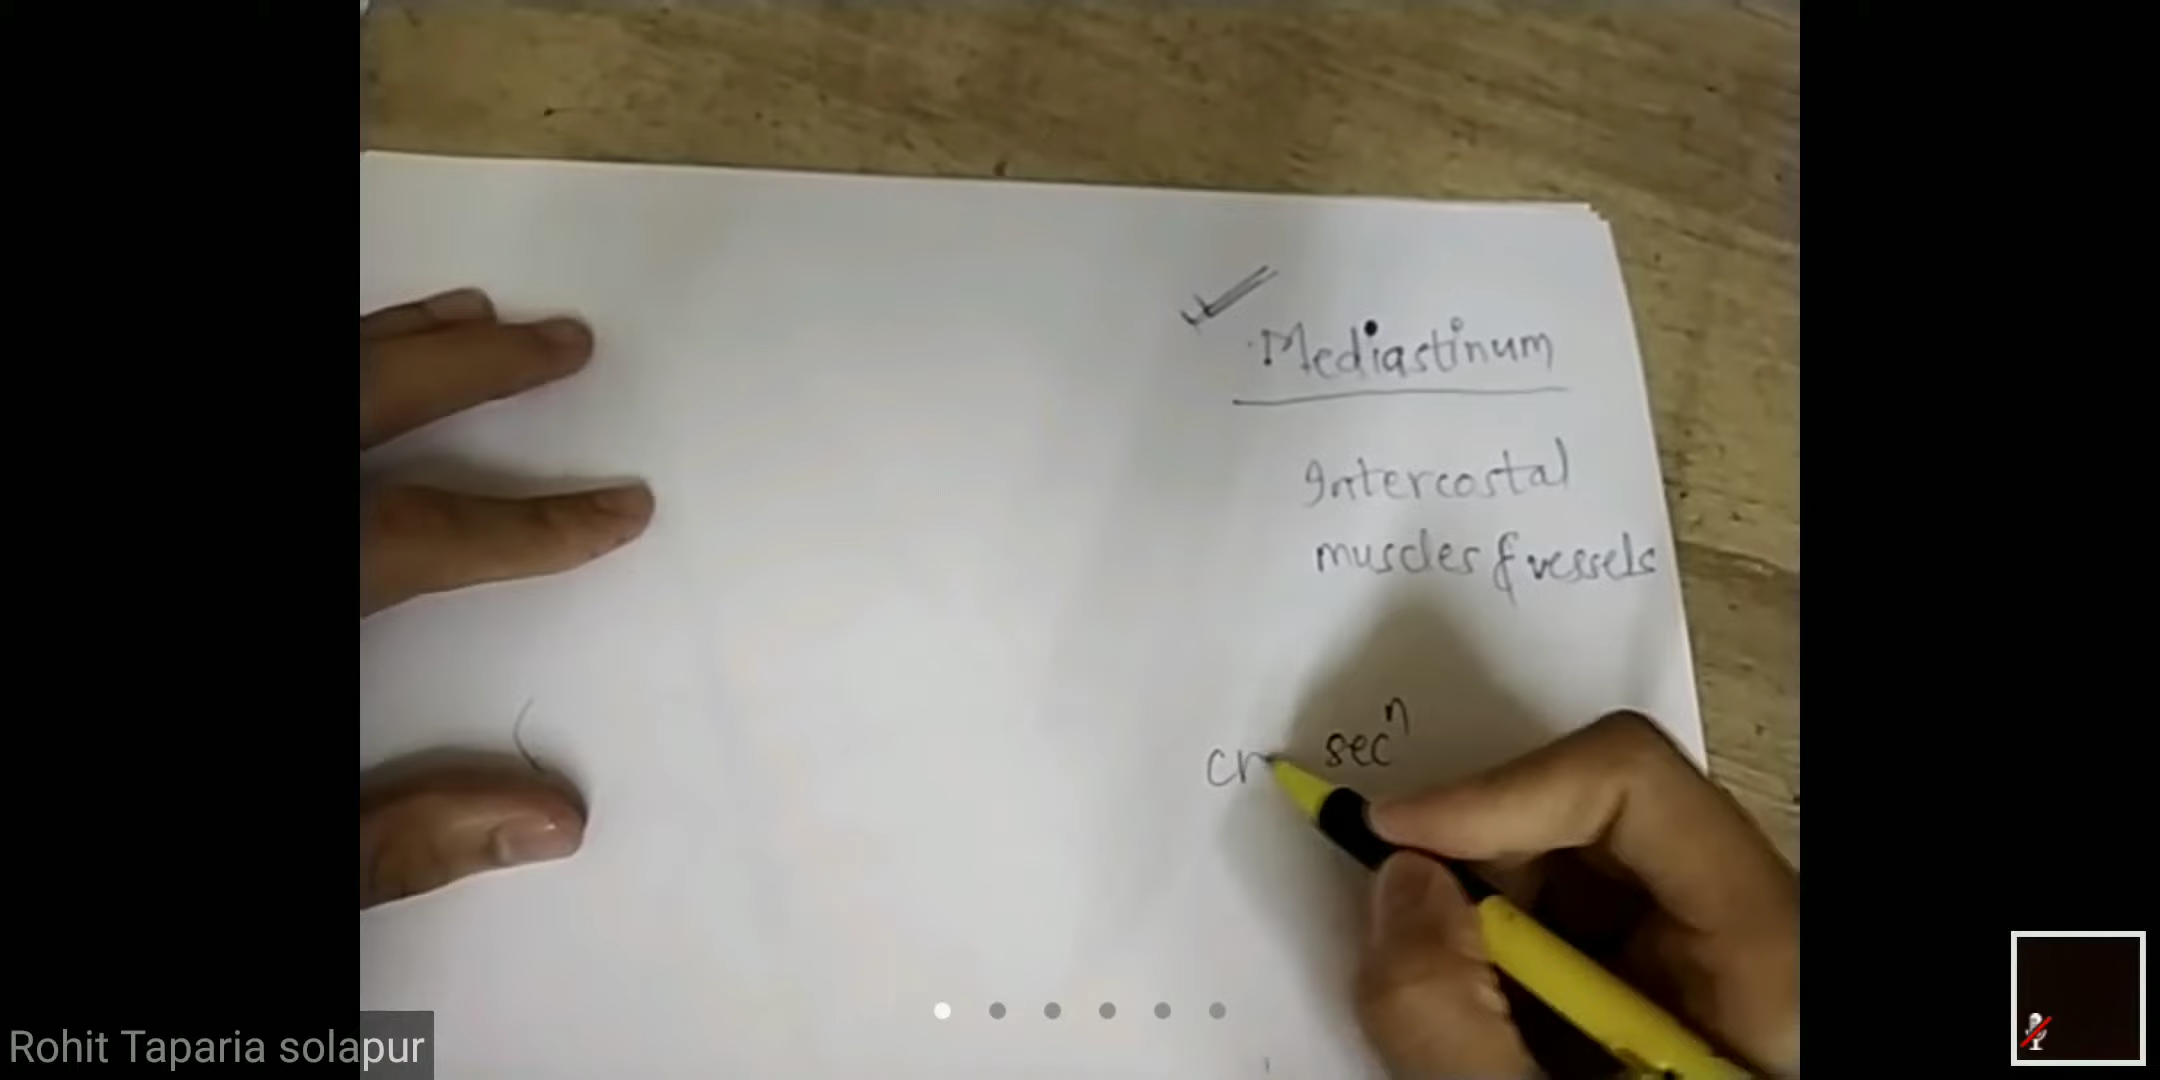 Mediastinum
Intercostal
muscles & vessels
cr secⁿ
Rohit Taparia solapur